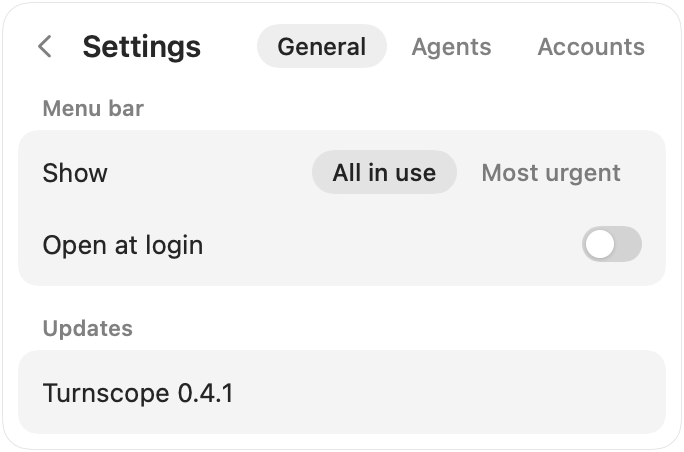 Settings General Agents Accounts
Menu bar
Show All in use Most urgent
Open at login
Updates
Turnscope 0.4.1